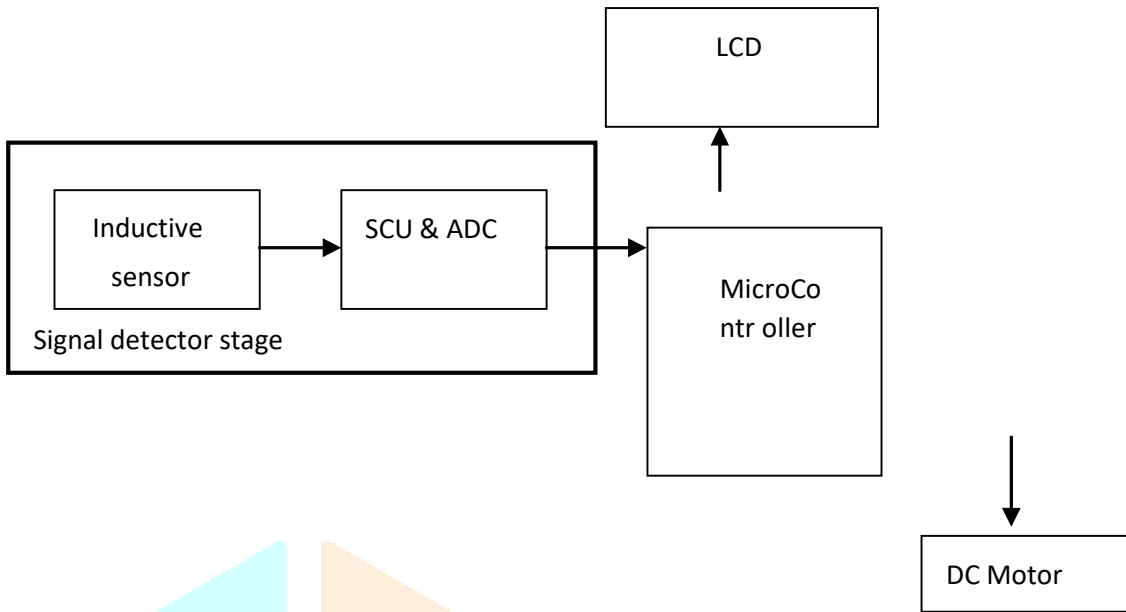 LCD
Inductive
sensor
SCU & ADC
Signal detector stage
MicroCo
ntr oller
DC Motor